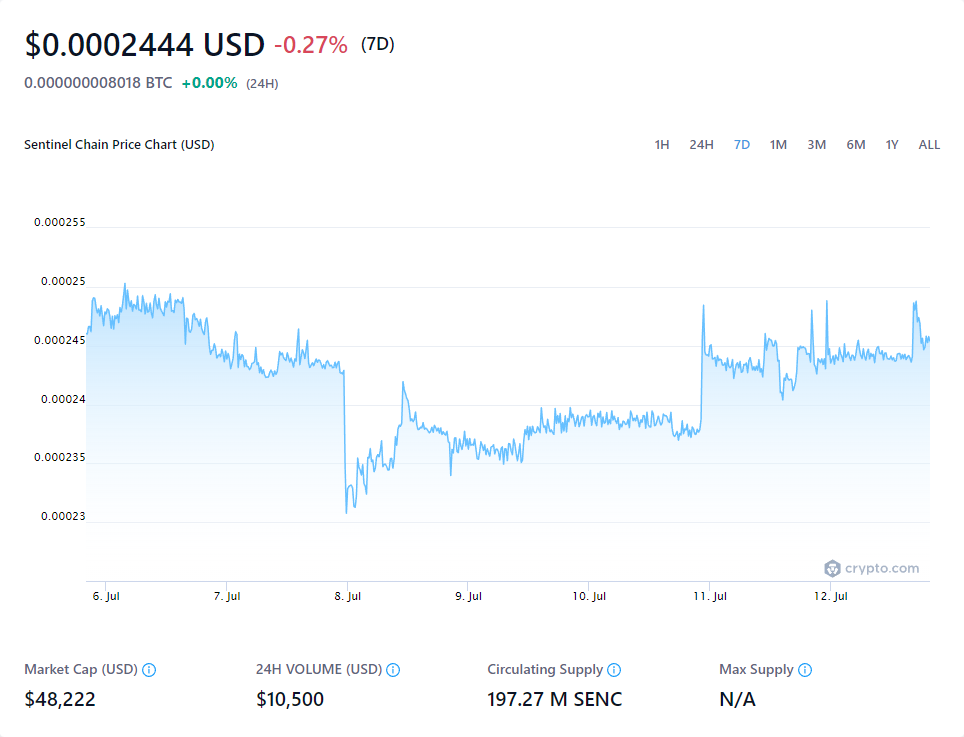 $0.0002444 USD -0.27% (7D)
0.000000008018 BTC +0.00% (24H)
Sentinel Chain Price Chart (USD) 1H 24H 7D 1M 3M 6M 1Y ALL
0.000255
0.00025
0.000245
0.00024
0.000235
0.00023
crypto.com
6. Jul 7. Jul 8. Jul 9. Jul 10. Jul 11. Jul 12. Jul
Market Cap (USD) 24H VOLUME (USD) Circulating Supply Max Supply
$48,222 $10,500 197.27 M SENC N/A